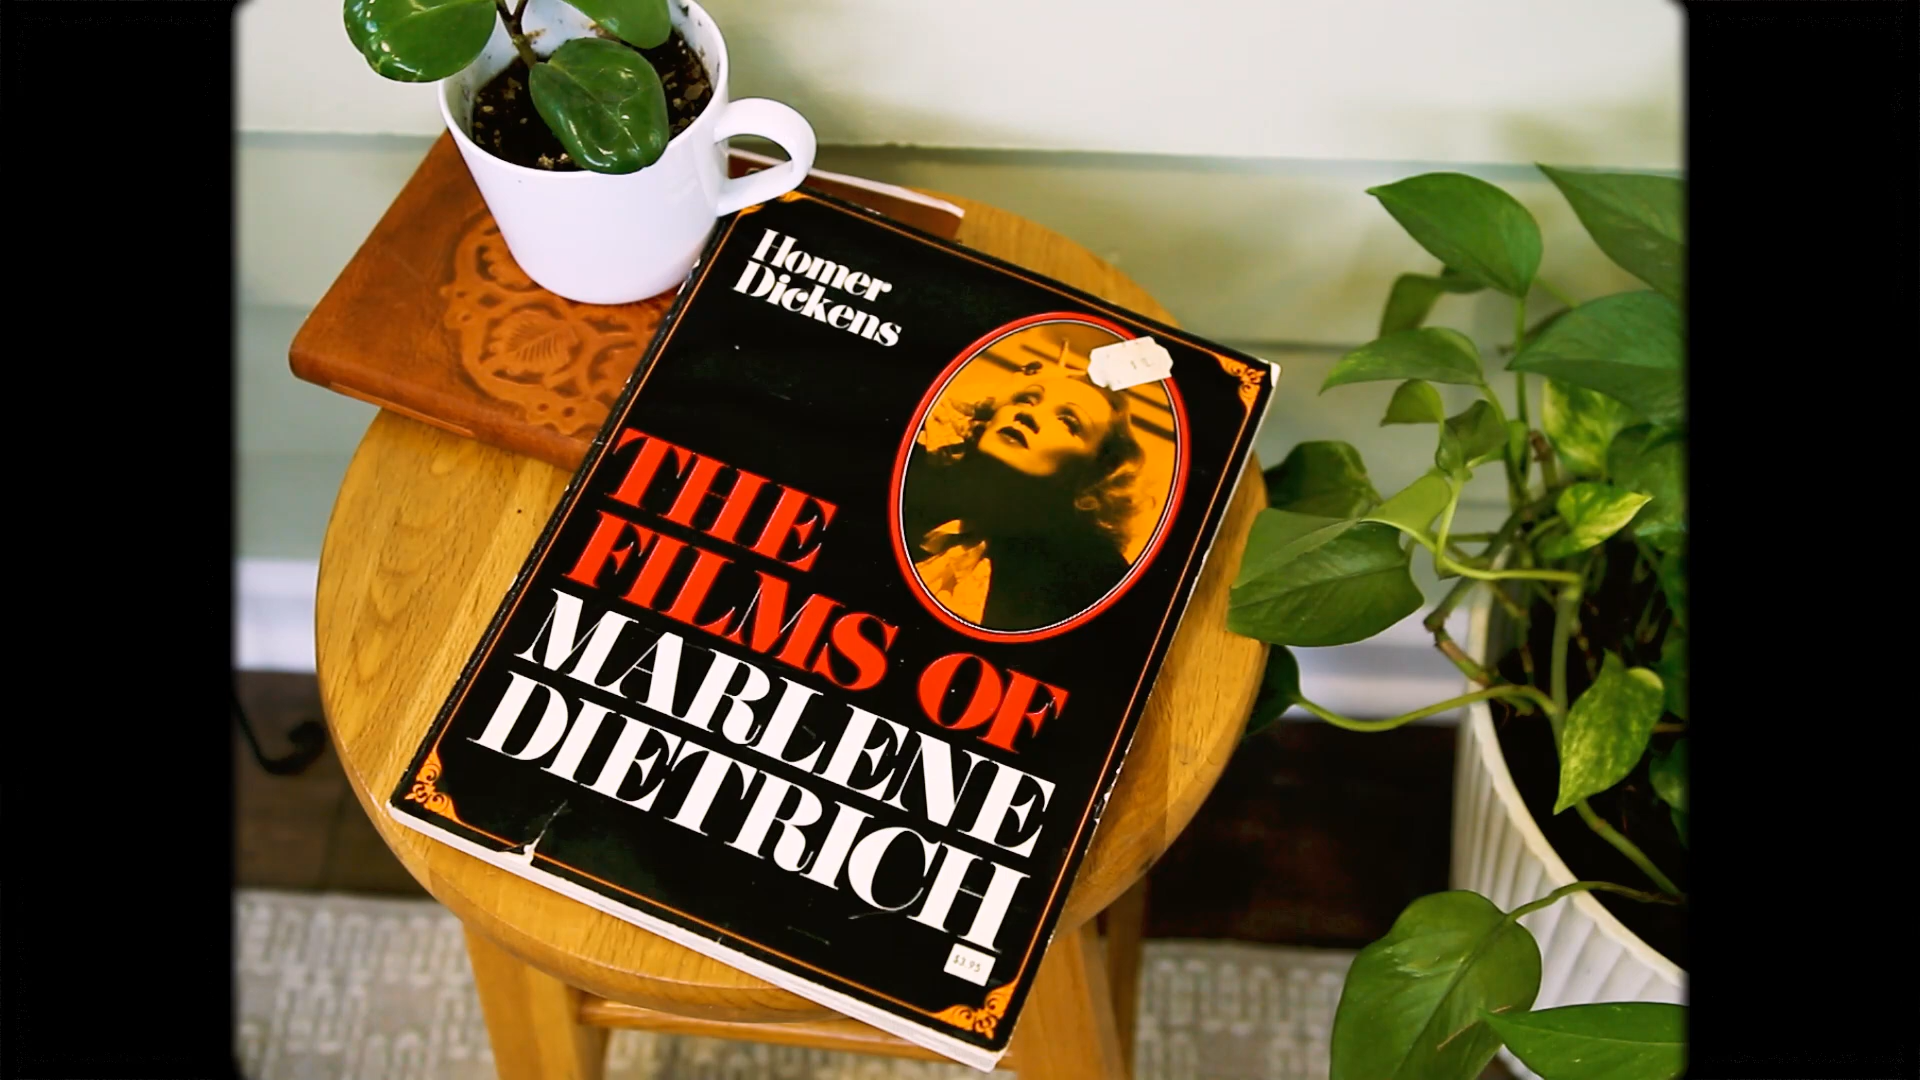 Homer
Dickens
THE
FILMS OF
MARLENE
DIETRICH
$3.95